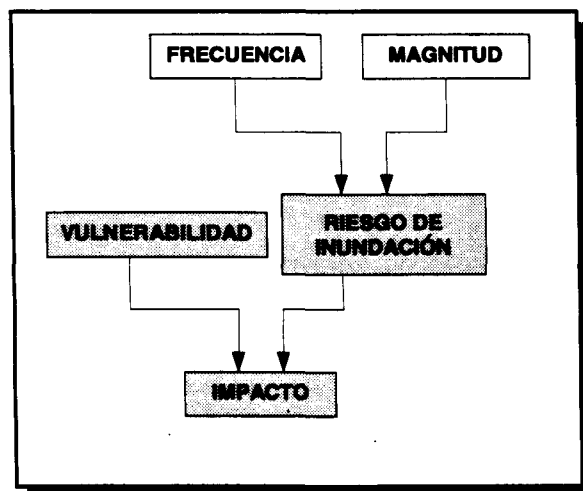 FRECUENCIA
MAGNITUD
VULNERABILIDAD
RIESGO DE
INUNDACIÓN
IMPACTO